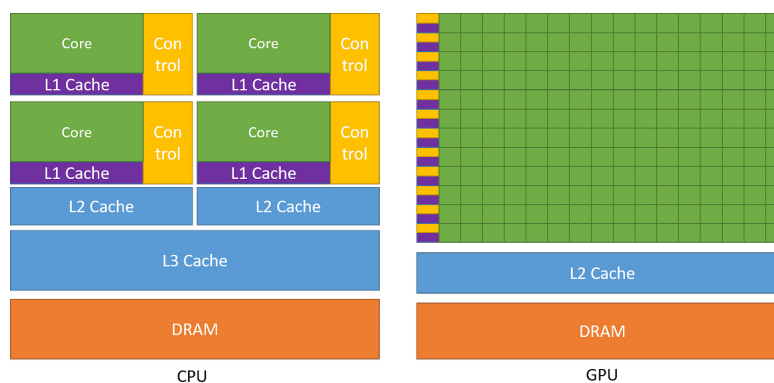 Core
Con
trol
L1 Cache
Core
Con
trol
L1 Cache
Core
Con
trol
L1 Cache
Core
Con
trol
L1 Cache
L2 Cache
L2 Cache
L3 Cache
DRAM
CPU
L2 Cache
DRAM
GPU